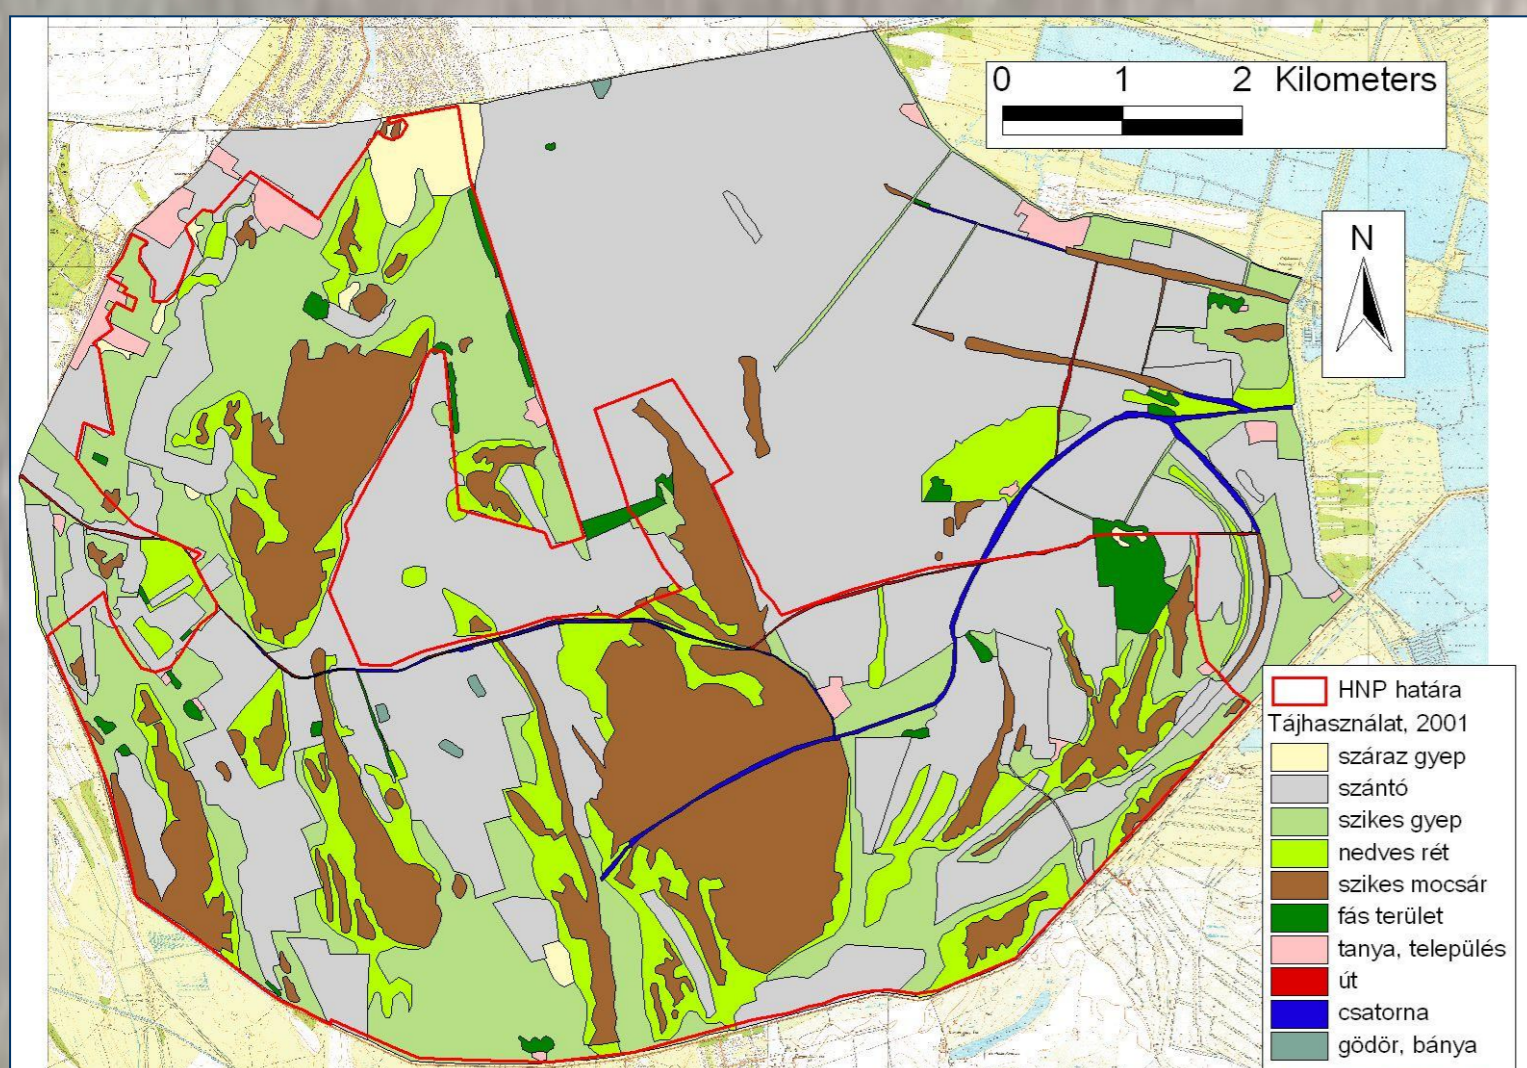 0 1 2 Kilometers
N
HNP határa
Tájhasználat, 2001
száraz gyep
szántó
szikes gyep
nedves rét
szikes mocsár
fás terület
tanya, település
út
csatorna
gödör, bánya